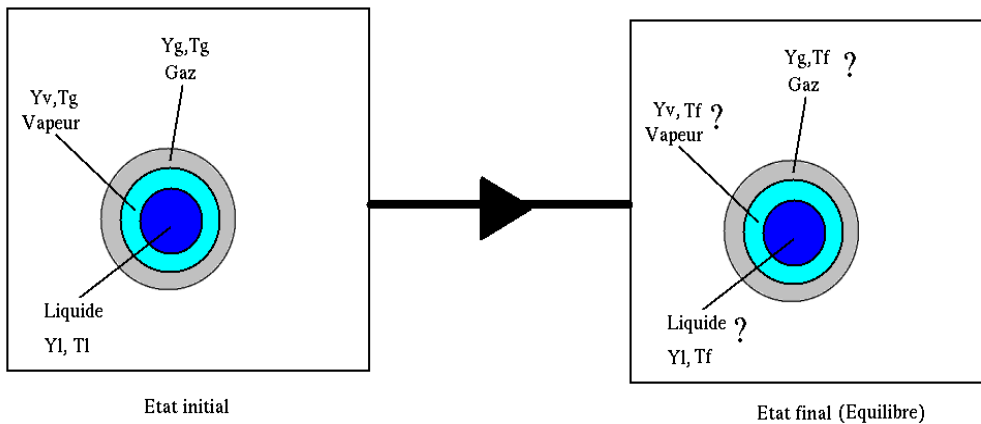 Yg,Tg
Gaz
Yv,Tg
Vapeur
Liquide
Yl, Tl
Etat initial
Yg,Tf ?
Gaz
Yv, Tf ?
Vapeur
Liquide ?
Yl, Tf
Etat final (Equilibre)